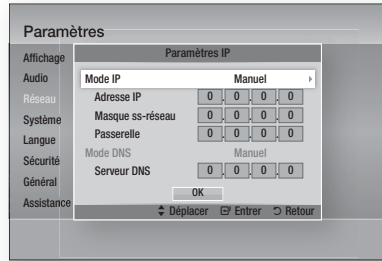 Paramètres
Affichage
Audio
Réseau
Système
Langue
Sécurité
Général
Assistance
Paramètres IP
Mode IP Manuel
Adresse IP 0 . 0 . 0 . 0
Masque ss-réseau 0 . 0 . 0 . 0
Passerelle 0 . 0 . 0 . 0
Mode DNS Manuel
Serveur DNS 0 . 0 . 0 . 0
OK
Déplacer Entrer Retour